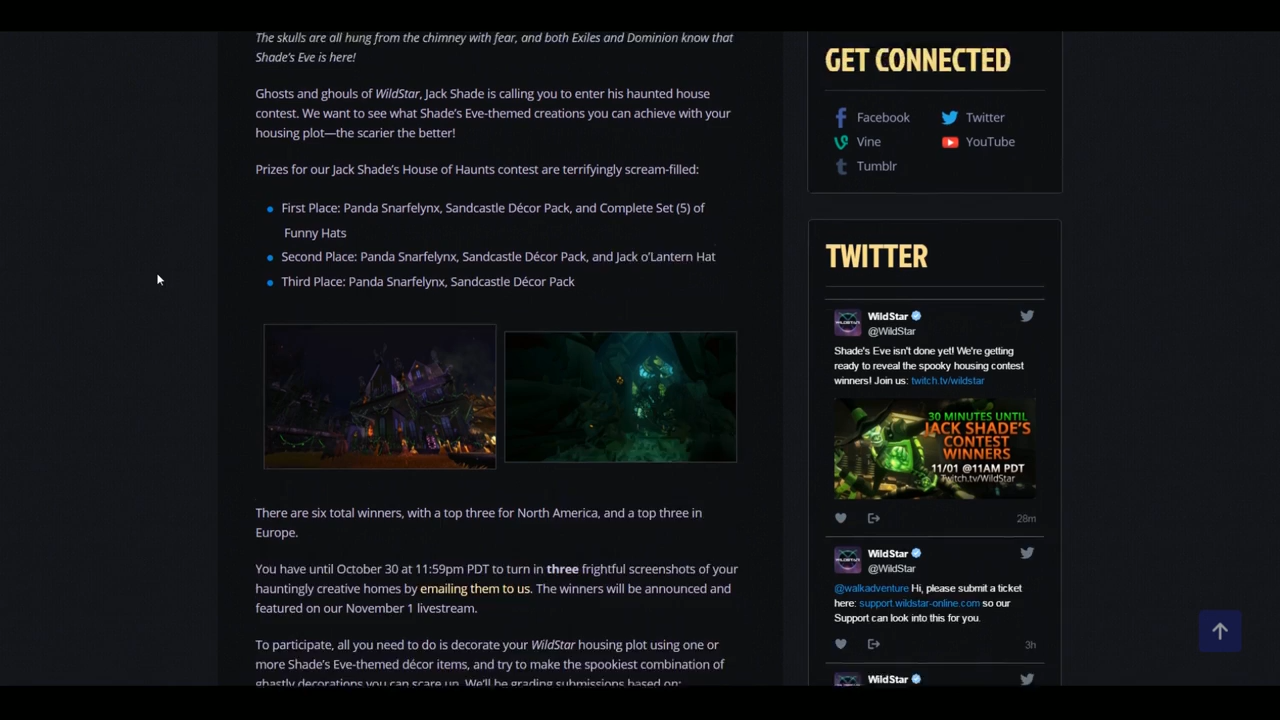 The skulls are all hung from the chimney with fear, and both Exiles and Dominion know that
Shade's Eve is here!
Ghosts and ghouls of WildStar, Jack Shade is calling you to enter his haunted house
contest. We want to see what Shade's Eve-themed creations you can achieve with your
housing plot—the scarier the better!
Prizes for our Jack Shade's House of Haunts contest are terrifyingly scream-filled:
First Place: Panda Snarfelynx, Sandcastle Décor Pack, and Complete Set (5) of
Funny Hats
Second Place: Panda Snarfelynx, Sandcastle Décor Pack, and Jack o'Lantern Hat
Third Place: Panda Snarfelynx, Sandcastle Décor Pack
There are six total winners, with a top three for North America, and a top three in
Europe.
You have until October 30 at 11:59pm PDT to turn in three frightful screenshots of your
hauntingly creative homes by emailing them to us. The winners will be announced and
featured on our November 1 livestream.
To participate, all you need to do is decorate your WildStar housing plot using one or
more Shade's Eve-themed décor items, and try to make the spookiest combination of
ghastly decorations you can scare up. We'll be grading submissions based on:
GET CONNECTED
Facebook
Twitter
Vine
YouTube
Tumblr
TWITTER
WildStar
@WildStar
Shade's Eve isn't done yet! We're getting
ready to reveal the spooky housing contest
winners! Join us: twitch.tv/wildstar
30 MINUTES UNTIL
JACK SHADE'S
CONTEST
WINNERS
11/01 @11AM PDT
Twitch.tv/WildStar
28m
WildStar
@WildStar
@walkadventure Hi, please submit a ticket
here: support.wildstar-online.com so our
Support can look into this for you.
3h
WildStar